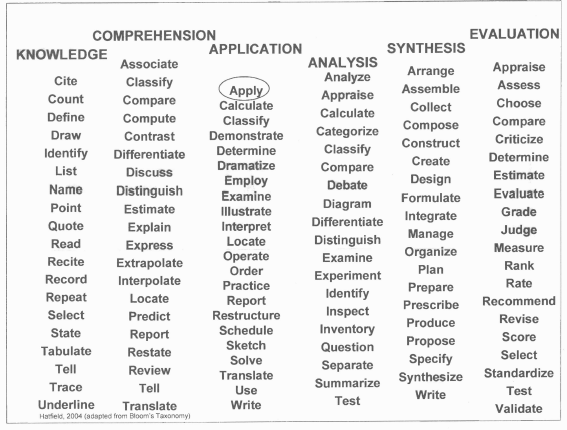 KNOWLEDGE
Cite
Count
Define
Draw
Identify
List
Name
Point
Quote
Read
Recite
Record
Repeat
Select
State
Tabulate
Tell
Trace
Underline
COMPREHENSION
Associate
Classify
Compare
Compute
Contrast
Differentiate
Discuss
Distinguish
Estimate
Explain
Express
Extrapolate
Interpolate
Locate
Predict
Report
Restate
Review
Tell
Translate
APPLICATION
Apply
Calculate
Classify
Demonstrate
Determine
Dramatize
Employ
Examine
Illustrate
Interpret
Locate
Operate
Order
Practice
Report
Restructure
Schedule
Sketch
Solve
Translate
Use
Write
ANALYSIS
Analyze
Appraise
Calculate
Categorize
Classify
Compare
Debate
Diagram
Differentiate
Distinguish
Examine
Experiment
Identify
Inspect
Inventory
Question
Separate
Summarize
Test
SYNTHESIS
Arrange
Assemble
Collect
Compose
Construct
Create
Design
Formulate
Integrate
Manage
Organize
Plan
Prepare
Prescribe
Produce
Propose
Specify
Synthesize
Write
EVALUATION
Appraise
Assess
Choose
Compare
Criticize
Determine
Estimate
Evaluate
Grade
Judge
Measure
Rank
Rate
Recommend
Revise
Score
Select
Standardize
Test
Validate
Hatfield, 2004 (adapted from Bloom's Taxonomy)